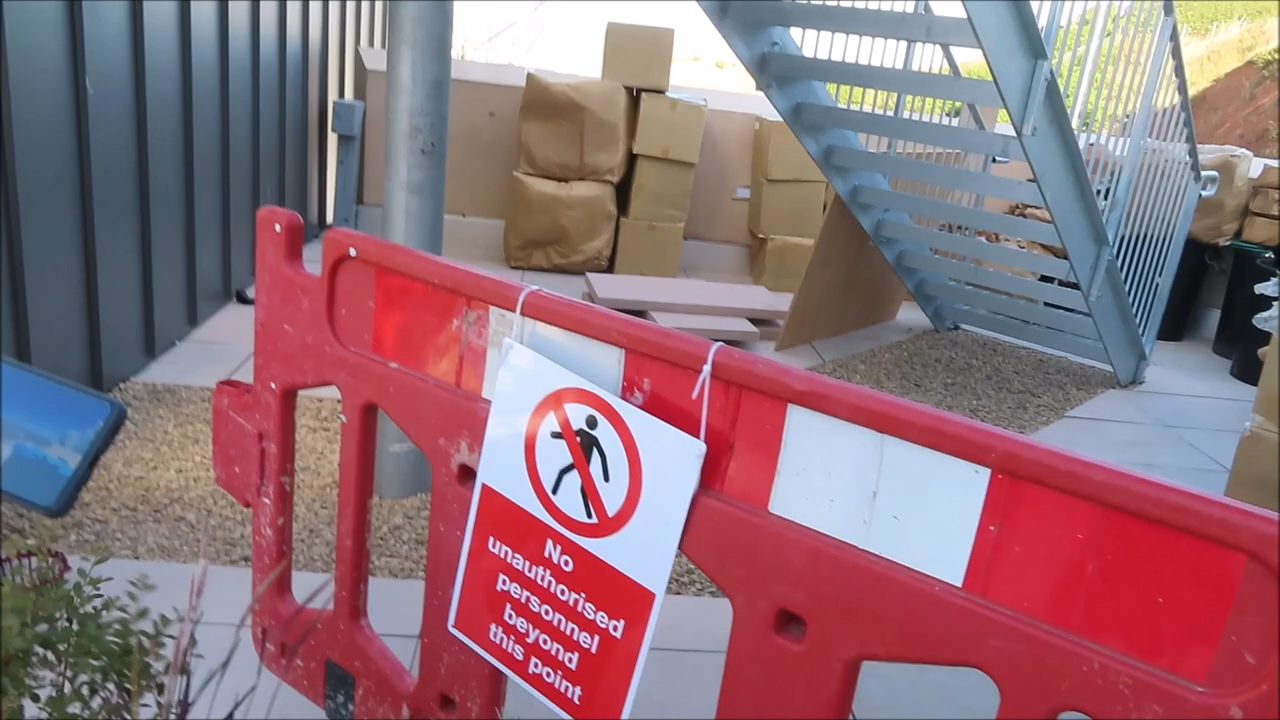 No
unauthorised
personnel
beyond
this point